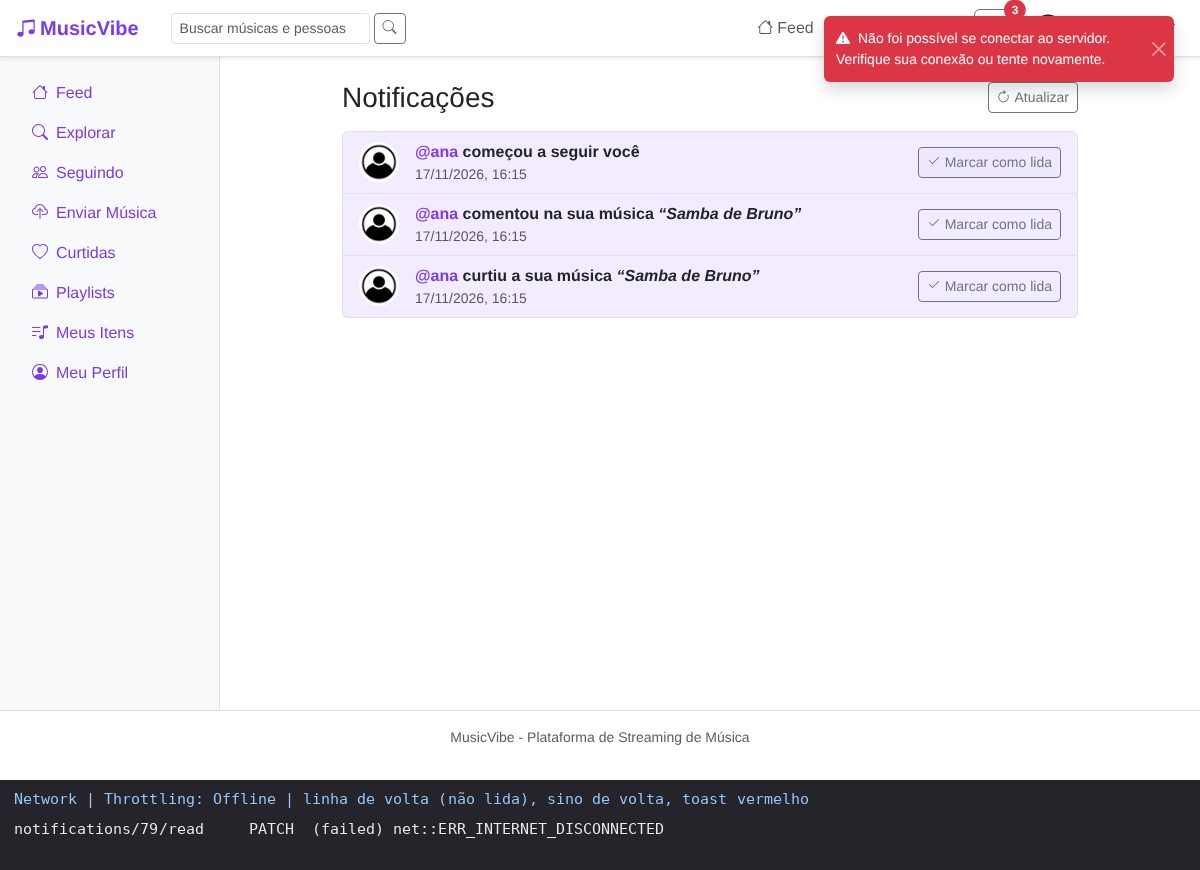 MusicVibe
Buscar músicas e pessoas
Feed
3
Não foi possível se conectar ao servidor.
Verifique sua conexão ou tente novamente.
Feed
Explorar
Seguindo
Enviar Música
Curtidas
Playlists
Meus Itens
Meu Perfil
Notificações
Atualizar
@ana começou a seguir você
17/11/2026, 16:15
Marcar como lida
@ana comentou na sua música “Samba de Bruno”
17/11/2026, 16:15
Marcar como lida
@ana curtiu a sua música “Samba de Bruno”
17/11/2026, 16:15
Marcar como lida
MusicVibe - Plataforma de Streaming de Música
Network | Throttling: Offline | linha de volta (não lida), sino de volta, toast vermelho
notifications/79/read PATCH (failed) net::ERR_INTERNET_DISCONNECTED